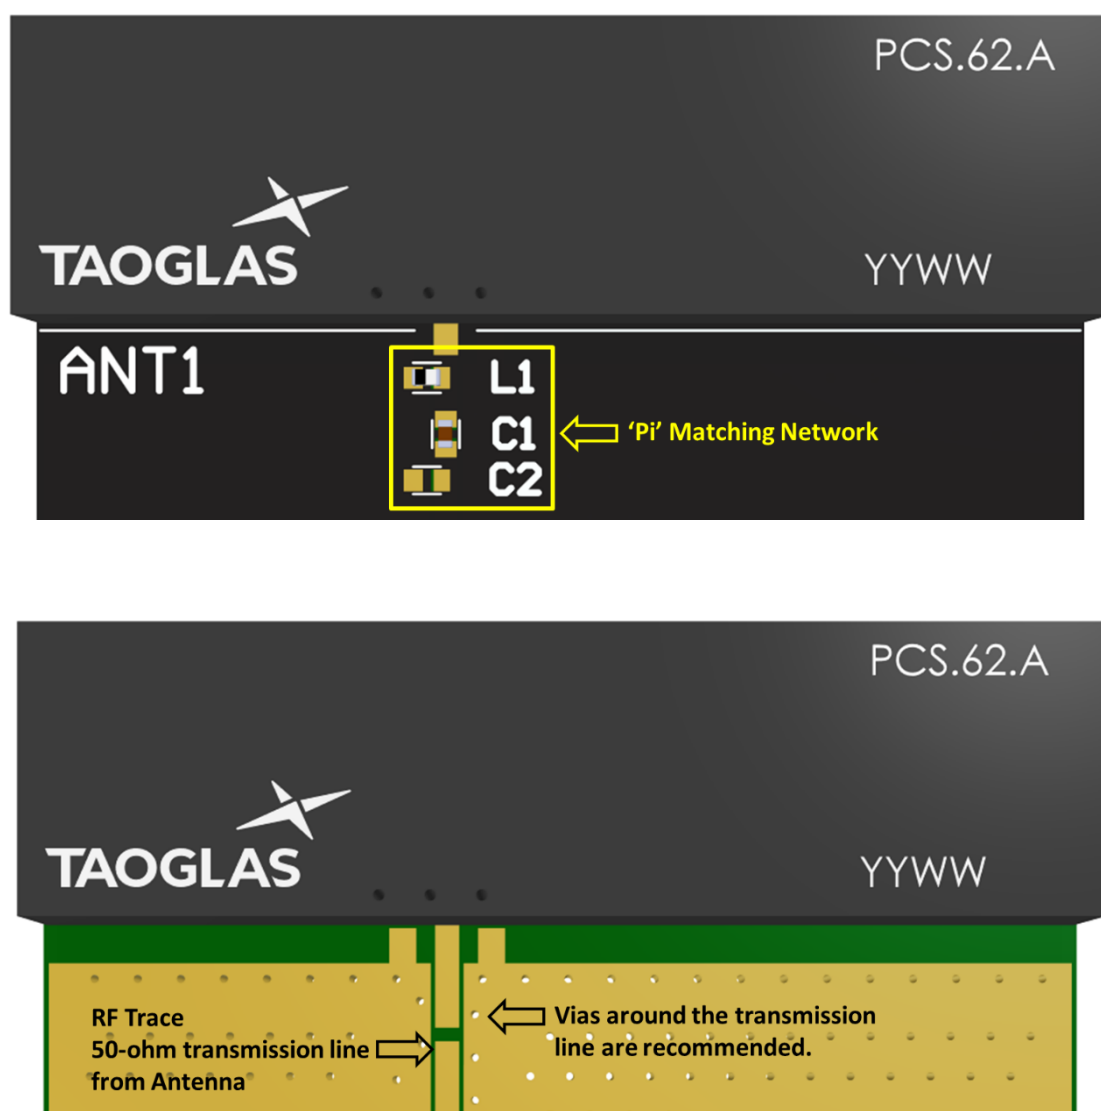 PCS.62.A
TAOGLAS
YYWW
ANT1
L1
C1
C2
‘Pi’ Matching Network
PCS.62.A
TAOGLAS
YYWW
RF Trace
50-ohm transmission line
from Antenna
Vias around the transmission
line are recommended.